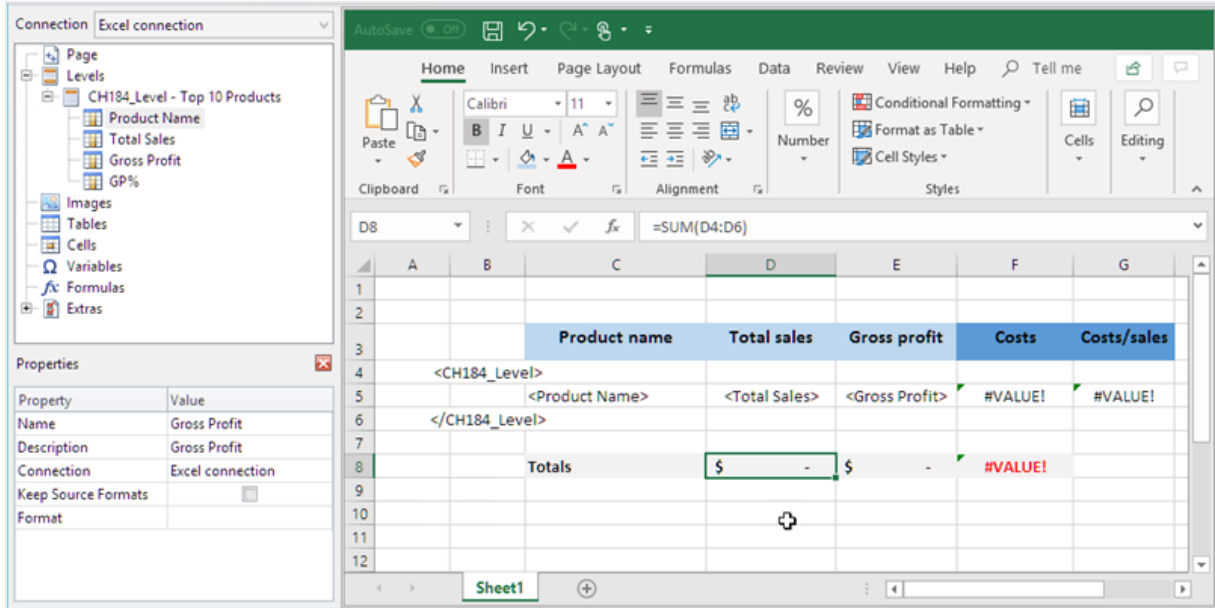 Connection Excel connection
Page
Levels
CH184_Level - Top 10 Products
Product Name
Total Sales
Gross Profit
GP%
Images
Tables
Cells
Variables
Formulas
Extras
Properties
Property Value
Name Gross Profit
Description Gross Profit
Connection Excel connection
Keep Source Formats
Format
AutoSave Off
Home Insert Page Layout Formulas Data Review View Help Tell me
Calibri 11
Paste
B I U A A
A
Number
Conditional Formatting
Format as Table
Cell Styles
Cells
Editing
Clipboard Font Alignment Styles
D8 fx =SUM(D4:D6)
A B C D E F G
1
2
3 Product name Total sales Gross profit Costs Costs/sales
4 <CH184_Level>
5 <Product Name> <Total Sales> <Gross Profit> #VALUE! #VALUE!
6 </CH184_Level>
7
8 Totals $ - $ - #VALUE!
9
10
11
12
Sheet1